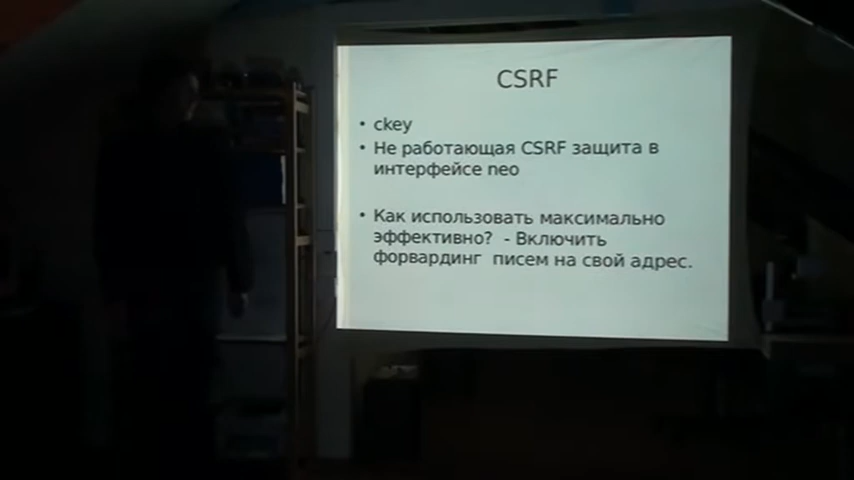 CSRF
• ckey
• Не работающая CSRF защита в
интерфейсе neo
• Как использовать максимально
эффективно? - Включить
форвардинг писем на свой адрес.